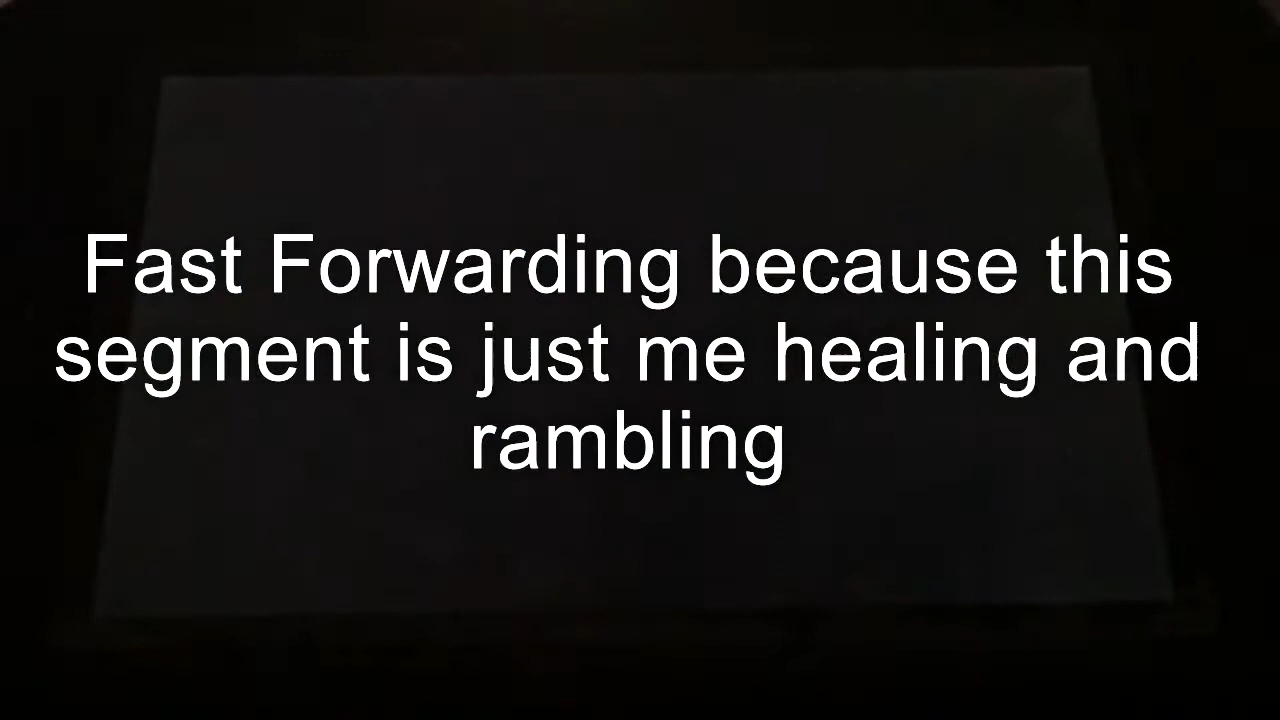 Fast Forwarding because this
segment is just me healing and
rambling